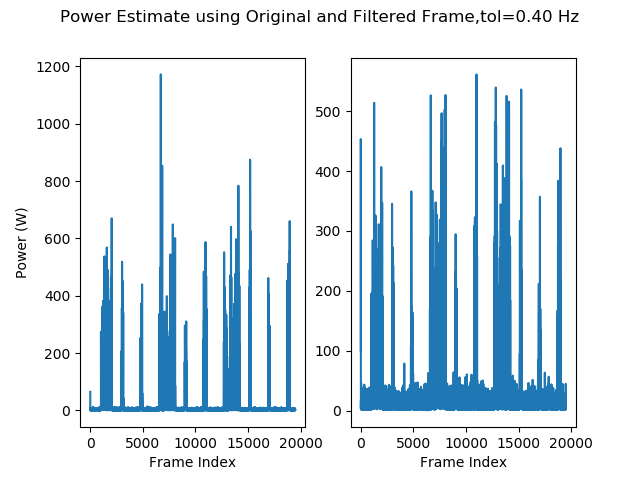 Power Estimate using Original and Filtered Frame,tol=0.40 Hz
Power (W)
1200
1000
800
600
400
200
0
0 5000 10000 15000 20000
Frame Index
500
400
300
200
100
0
0 5000 10000 15000 20000
Frame Index